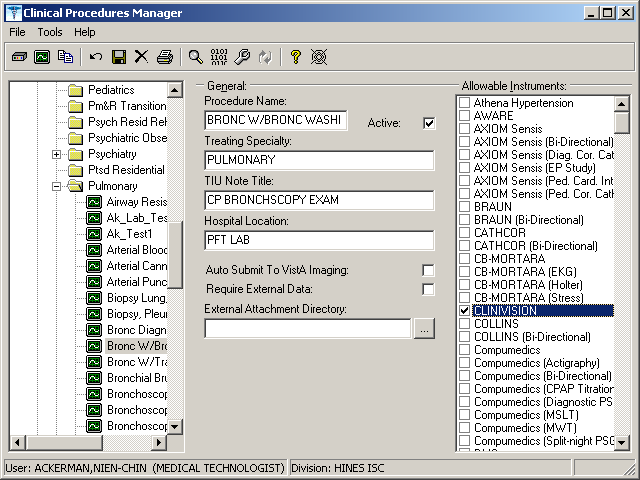 Clinical Procedures Manager
File Tools Help
Pediatrics
Pm&R Transition
Psych Resid Reh
Psychiatric Obse
Psychiatry
Ptsd Residential
Pulmonary
Airway Resis
Ak_Lab_Tes
Ak_Test1
Arterial Blood
Arterial Cann
Arterial Punc
Biopsy Lung,
Biopsy, Pleur
Bronc Diagn
Bronc W/Bro
Bronc W/Tra
Bronchial Bru
Bronchoscop
Bronchoscop
Bronchoscop
General:
Procedure Name:
BRONC W/BRONC WASHI
Active:
Treating Specialty:
PULMONARY
TIU Note Title:
CP BRONCHSCOPY EXAM
Hospital Location:
PFT LAB
Auto Submit To VistA Imaging:
Require External Data:
External Attachment Directory:
...
Allowable Instruments:
Athena Hypertension
AWARE
AXIOM Sensis
AXIOM Sensis (Bi-Directional)
AXIOM Sensis (Diag. Cor. Cat
AXIOM Sensis (EP Study)
AXIOM Sensis (Ped. Card. Int
AXIOM Sensis (Ped. Cor. Cat
BRAUN
BRAUN (Bi-Directional)
CATHCOR
CATHCOR (Bi-Directional)
CB-MORTARA
CB-MORTARA (EKG)
CB-MORTARA (Holter)
CB-MORTARA (Stress)
CLINIVISION
COLLINS
COLLINS (Bi-Directional)
Compumedics
Compumedics (Actigraphy)
Compumedics (Bi-Directional)
Compumedics (CPAP Titration
Compumedics (Diagnostic PS
Compumedics (MSLT)
Compumedics (MWT)
Compumedics (Split-night PSG
User: ACKERMAN,NIEN-CHIN (MEDICAL TECHNOLOGIST)
Division: HINES ISC